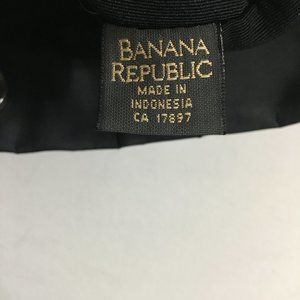 BANANA
REPUBLIC
MADE IN
INDONESIA
CA 17897